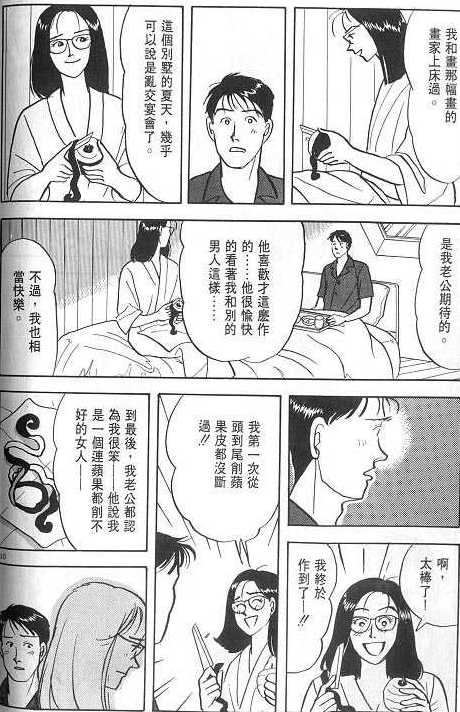 我和畫那幅畫的
畫家上床過。
這個別墅的夏天，幾乎
可以說是亂交宴會了。
是我老公期待的。
他喜歡才這麼作
的……他很愉快
的看著我和別的
男人這樣……
不過，我也相
當快樂。
我第一次從
頭到尾削蘋
果皮都沒斷
過!!
到最後，我老公都認
為我很笨——他說我
是一個連蘋果都削不
好的女人——
啊，
太棒了！
我終於
作到了——!!